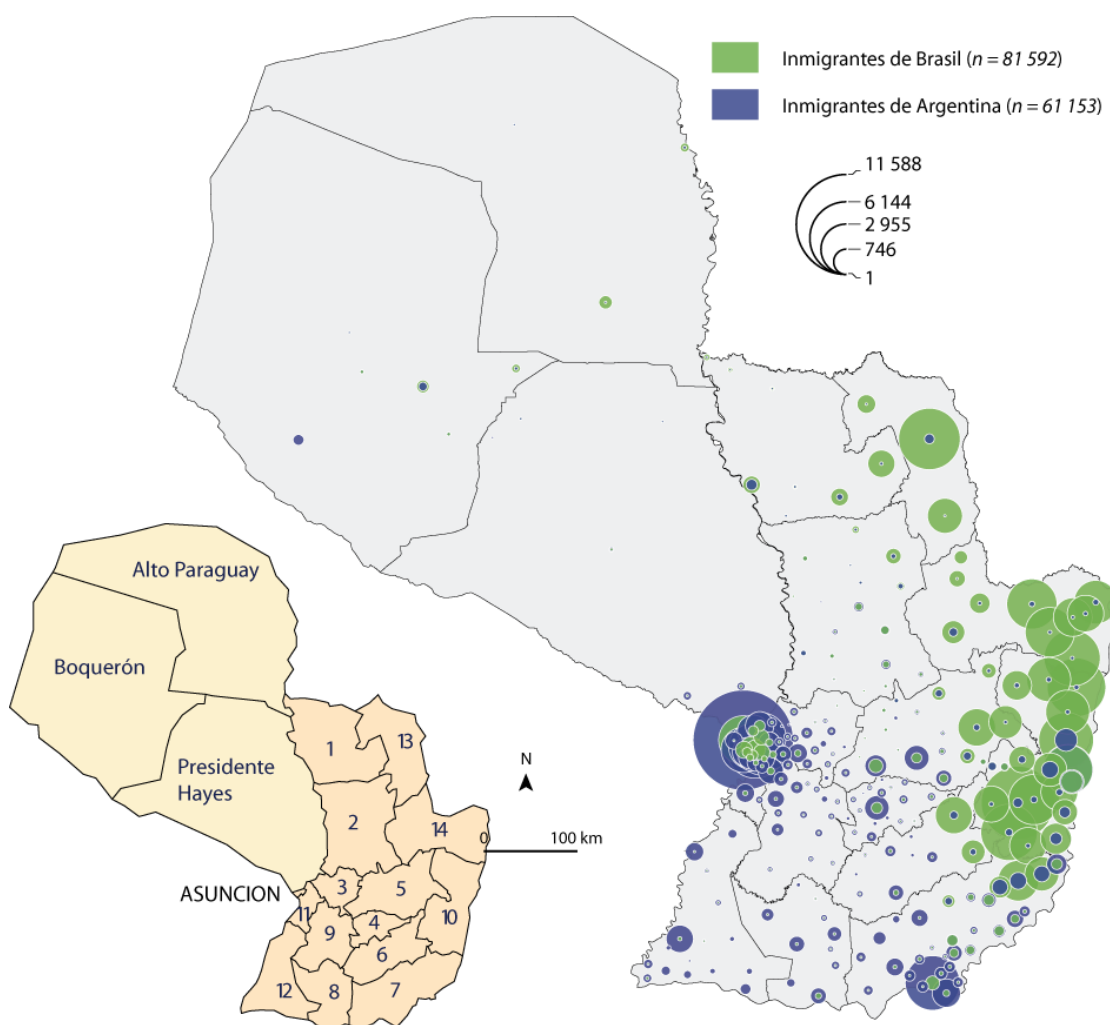 Inmigrantes de Brasil (n = 81 592)
Inmigrantes de Argentina (n = 61 153)
11 588
6 144
2 955
746
1
Alto Paraguay
Boquerón
Presidente
Hayes
1
13
2
14
3
5
11
4
10
9
6
12
8
7
ASUNCION
N
0
100 km